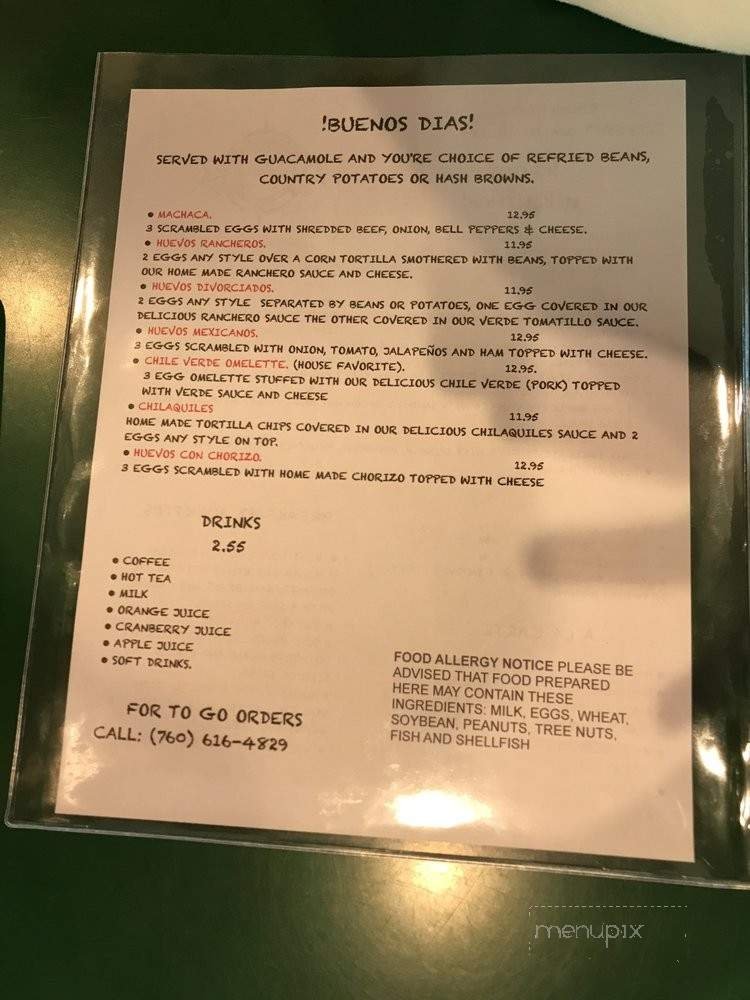 !BUENOS DIAS!
SERVED WITH GUACAMOLE AND YOU'RE CHOICE OF REFRIED BEANS,
COUNTRY POTATOES OR HASH BROWNS.
• MACHACA. 12.95
3 SCRAMBLED EGGS WITH SHREDDED BEEF, ONION, BELL PEPPERS & CHEESE.
• HUEVOS RANCHEROS. 11.95
2 EGGS ANY STYLE OVER A CORN TORTILLA SMOTHERED WITH BEANS, TOPPED WITH
OUR HOME MADE RANCHERO SAUCE AND CHEESE.
• HUEVOS DIVORCIADOS. 11.95
2 EGGS ANY STYLE SEPARATED BY BEANS OR POTATOES, ONE EGG COVERED IN OUR
DELICIOUS RANCHERO SAUCE THE OTHER COVERED IN OUR VERDE TOMATILLO SAUCE.
• HUEVOS MEXICANOS. 12.95
3 EGGS SCRAMBLED WITH ONION, TOMATO, JALAPEÑOS AND HAM TOPPED WITH CHEESE.
• CHILE VERDE OMELETTE. (HOUSE FAVORITE). 12.95.
3 EGG OMELETTE STUFFED WITH OUR DELICIOUS CHILE VERDE (PORK) TOPPED
WITH VERDE SAUCE AND CHEESE
• CHILAQUILES 11.95
HOME MADE TORTILLA CHIPS COVERED IN OUR DELICIOUS CHILAQUILES SAUCE AND 2
EGGS ANY STYLE ON TOP.
• HUEVOS CON CHORIZO. 12.95
3 EGGS SCRAMBLED WITH HOME MADE CHORIZO TOPPED WITH CHEESE
DRINKS
2.55
• COFFEE
• HOT TEA
• MILK
• ORANGE JUICE
• CRANBERRY JUICE
• APPLE JUICE
• SOFT DRINKS.
FOR TO GO ORDERS
CALL: (760) 616-4829
FOOD ALLERGY NOTICE PLEASE BE
ADVISED THAT FOOD PREPARED
HERE MAY CONTAIN THESE
INGREDIENTS: MILK, EGGS, WHEAT,
SOYBEAN, PEANUTS, TREE NUTS,
FISH AND SHELLFISH
menupix